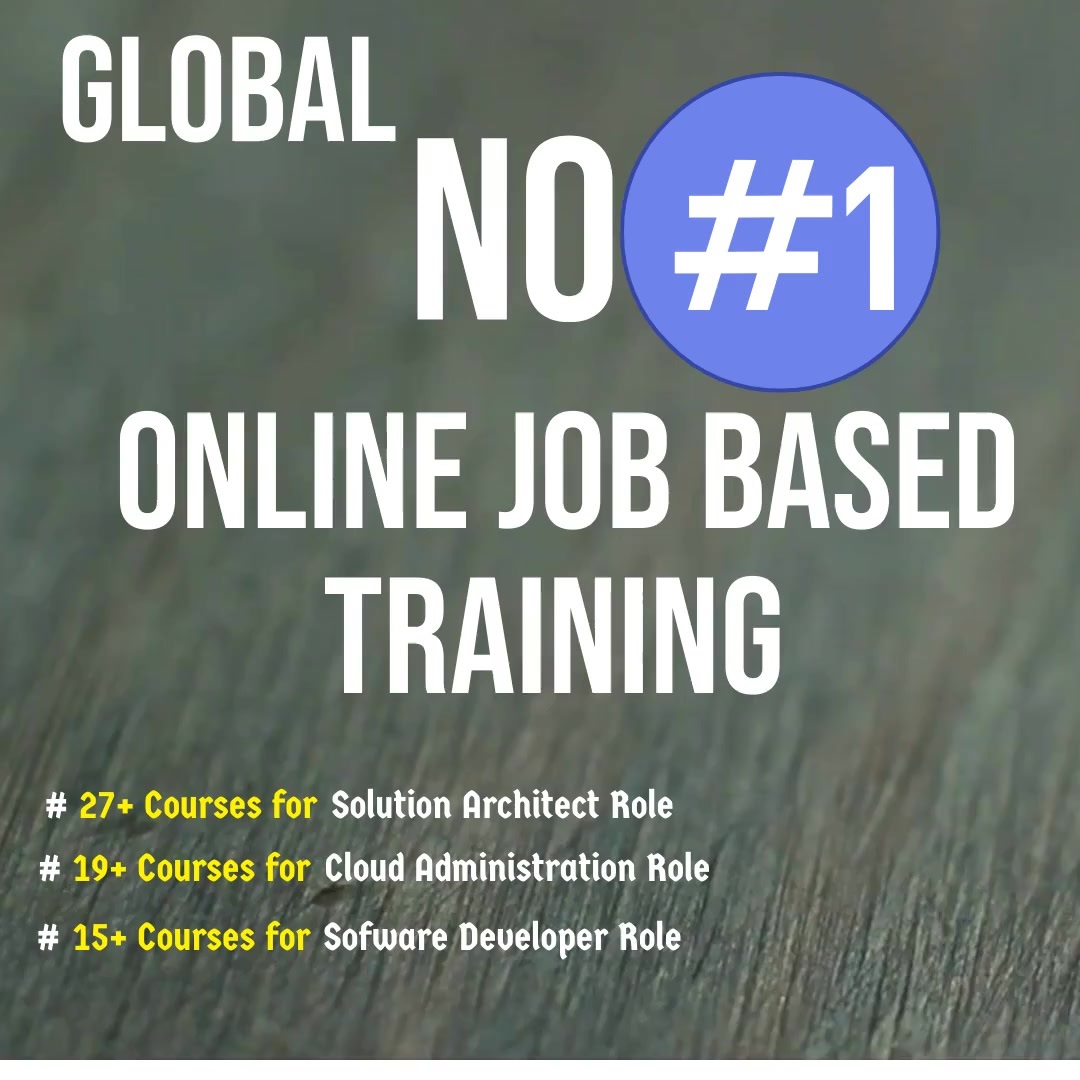 GLOBAL
NO #1
ONLINE JOB BASED
TRAINING
# 27+ Courses for Solution Architect Role
# 19+ Courses for Cloud Administration Role
# 15+ Courses for Sofware Developer Role